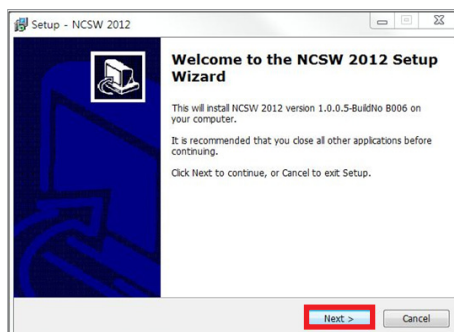 Setup - NCSW 2012
Welcome to the NCSW 2012 Setup
Wizard
This will install NCSW 2012 version 1.0.0.5-BuildNo B006 on
your computer.
It is recommended that you close all other applications before
continuing.
Click Next to continue, or Cancel to exit Setup.
Next >
Cancel